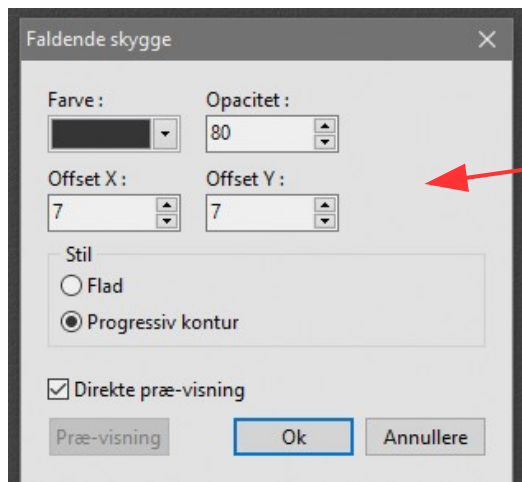 Faldende skygge
Farve : Opacitet :
80
Offset X : Offset Y :
7 7
Stil
Flad
Progressiv kontur
Direkte præ-visning
Præ-visning Ok Annullere